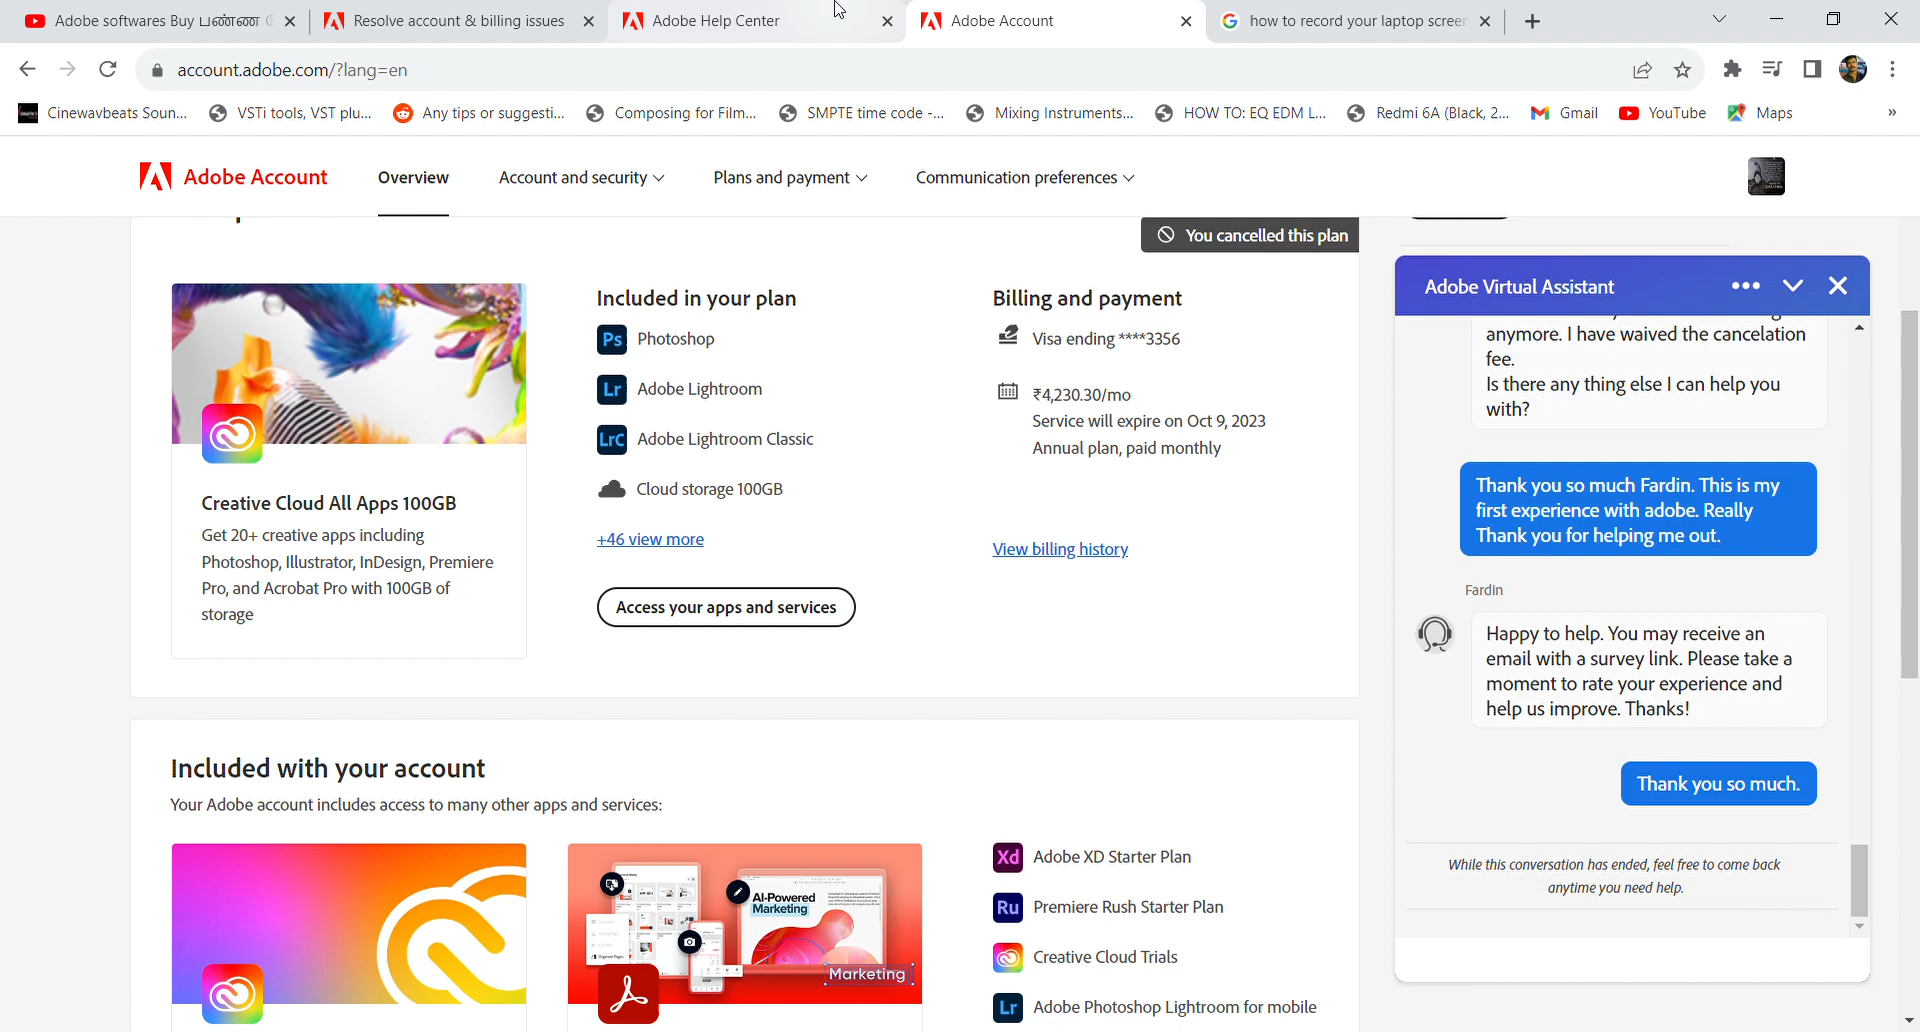 Adobe softwares Buy பண்ண
Resolve account & billing issues
Adobe Help Center
Adobe Account
how to record your laptop screen
account.adobe.com/?lang=en
Cinewavbeats Soun...
VSTi tools, VST plu...
Any tips or suggesti...
Composing for Film...
SMPTE time code -...
Mixing Instruments...
HOW TO: EQ EDM L...
Redmi 6A (Black, 2...
Gmail
YouTube
Maps
»
Adobe Account
Overview
Account and security
Plans and payment
Communication preferences
You cancelled this plan
Creative Cloud All Apps 100GB
Get 20+ creative apps including
Photoshop, Illustrator, InDesign, Premiere
Pro, and Acrobat Pro with 100GB of
storage
Included in your plan
Ps Photoshop
Lr Adobe Lightroom
LrC Adobe Lightroom Classic
Cloud storage 100GB
+46 view more
Access your apps and services
Billing and payment
Visa ending ****3356
₹4,230.30/mo
Service will expire on Oct 9, 2023
Annual plan, paid monthly
View billing history
Included with your account
Your Adobe account includes access to many other apps and services:
AI-Powered
Marketing
Marketing
Xd Adobe XD Starter Plan
Ru Premiere Rush Starter Plan
Creative Cloud Trials
Lr Adobe Photoshop Lightroom for mobile
Adobe Virtual Assistant
anymore. I have waived the cancelation
fee.
Is there any thing else I can help you
with?
Thank you so much Fardin. This is my
first experience with adobe. Really
Thank you for helping me out.
Fardin
Happy to help. You may receive an
email with a survey link. Please take a
moment to rate your experience and
help us improve. Thanks!
Thank you so much.
While this conversation has ended, feel free to come back
anytime you need help.